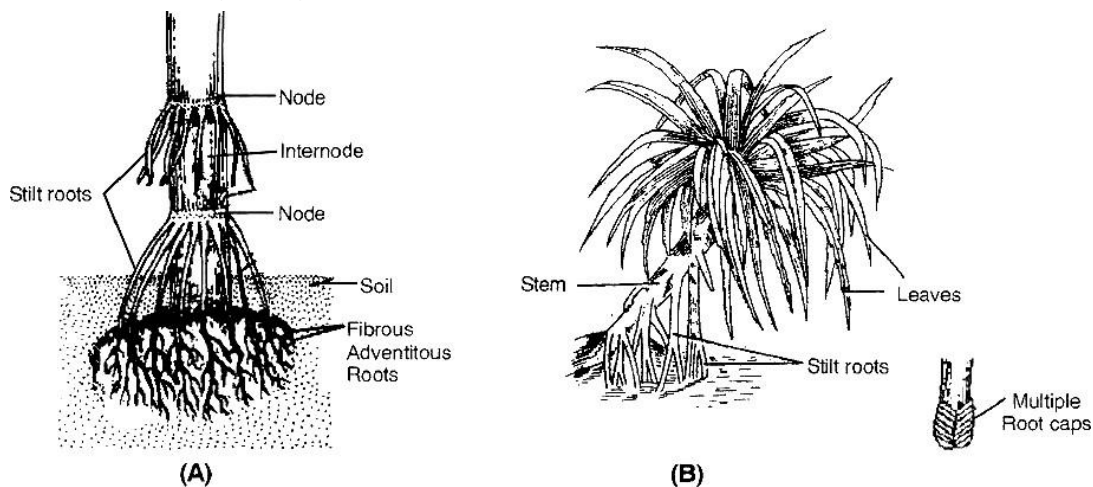 Node
Internode
Stilt roots
Node
Soil
Fibrous
Adventitous
Roots
(A)
Stem
Leaves
Stilt roots
Multiple
Root caps
(B)